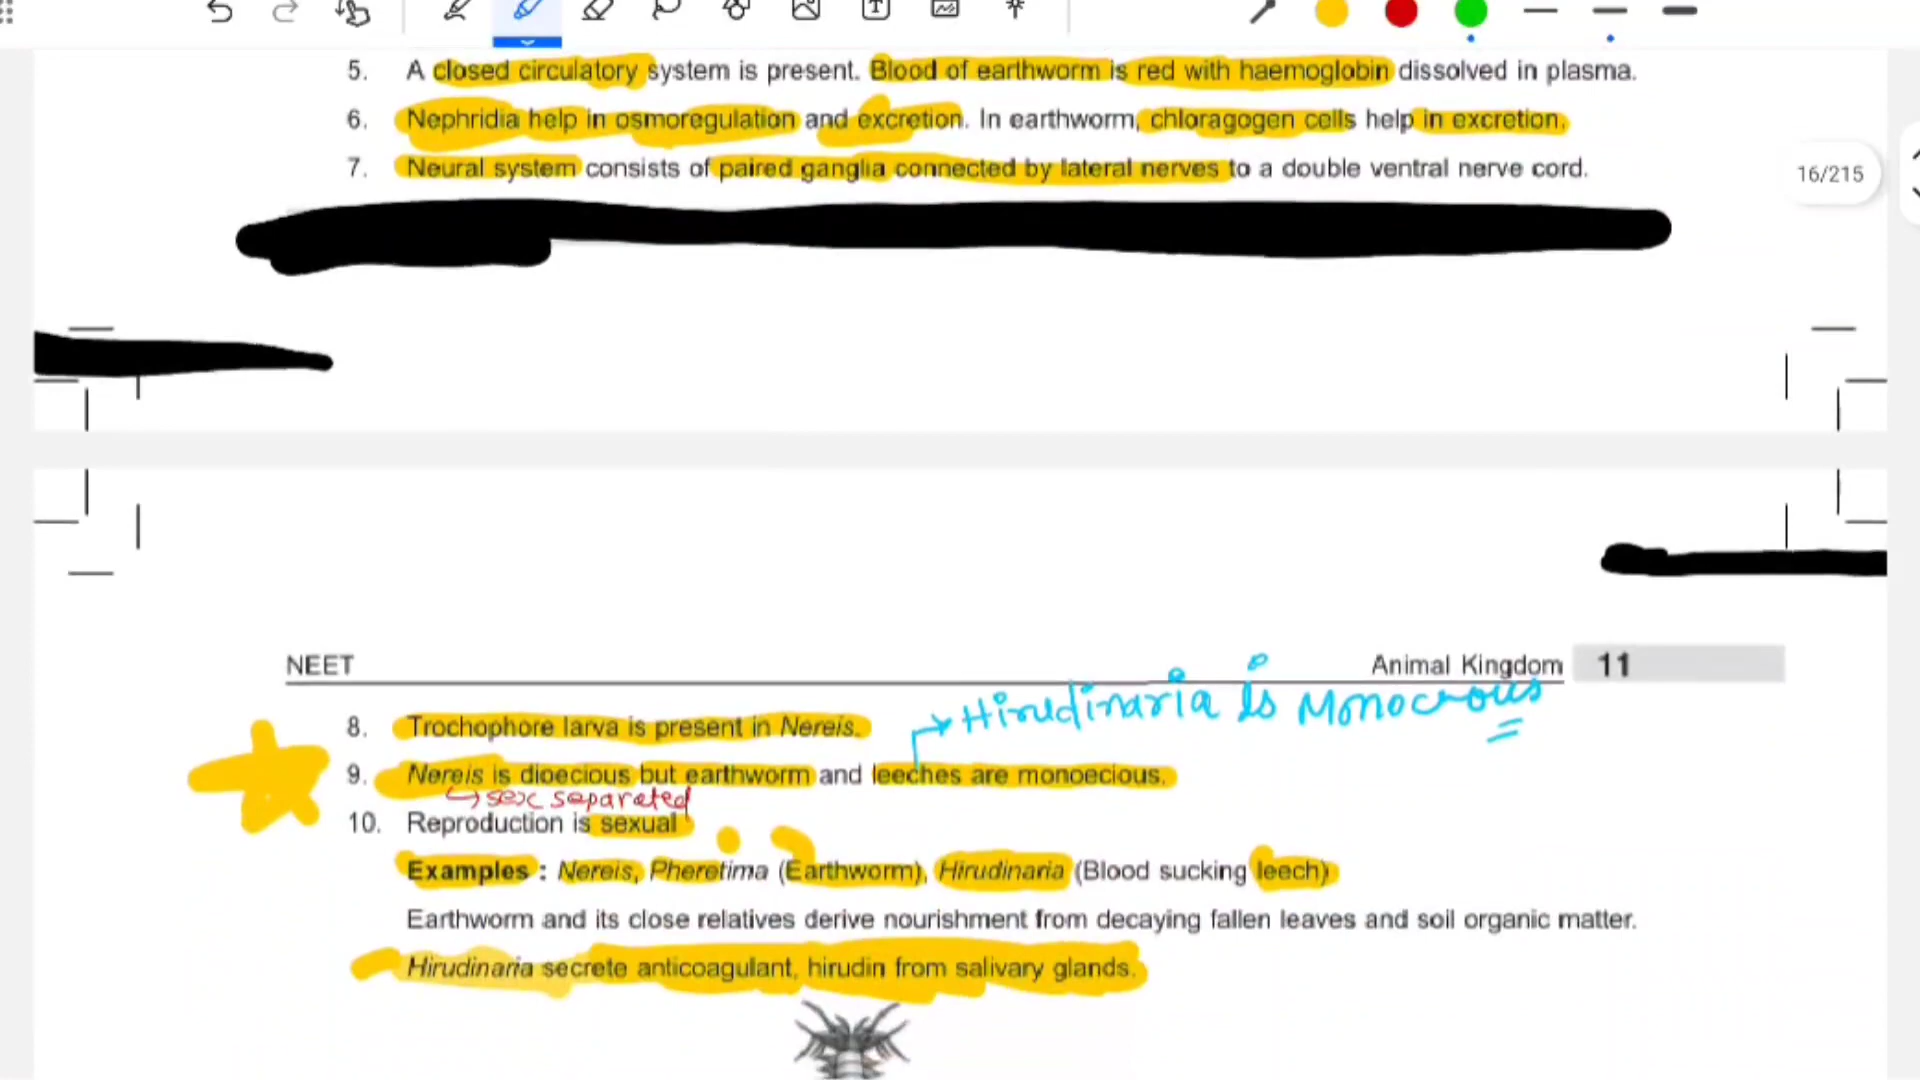 5. A closed circulatory system is present. Blood of earthworm is red with haemoglobin dissolved in plasma.
6. Nephridia help in osmoregulation and excretion. In earthworm, chloragogen cells help in excretion.
7. Neural system consists of paired ganglia connected by lateral nerves to a double ventral nerve cord.
16/215
NEET Animal Kingdom 11
Hirudinaria is Monoecious
8. Trochophore larva is present in Nereis.
9. Nereis is dioecious but earthworm and leeches are monoecious.
sex separated
10. Reproduction is sexual
Examples : Nereis, Pheretima (Earthworm), Hirudinaria (Blood sucking leech)
Earthworm and its close relatives derive nourishment from decaying fallen leaves and soil organic matter.
Hirudinaria secrete anticoagulant, hirudin from salivary glands.